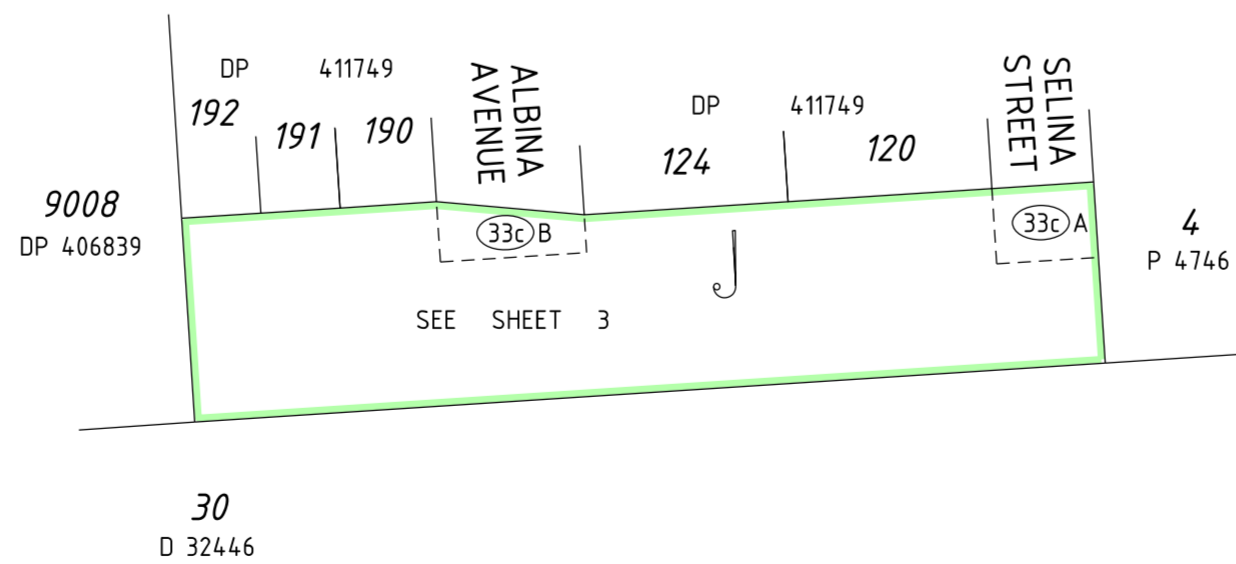 DP 411749
192
191
190
ALBINA
AVENUE
DP 411749
124
120
SELINA
STREET
9008
DP 406839
33c B
33c A
4
P 4746
J
SEE SHEET 3
30
D 32446